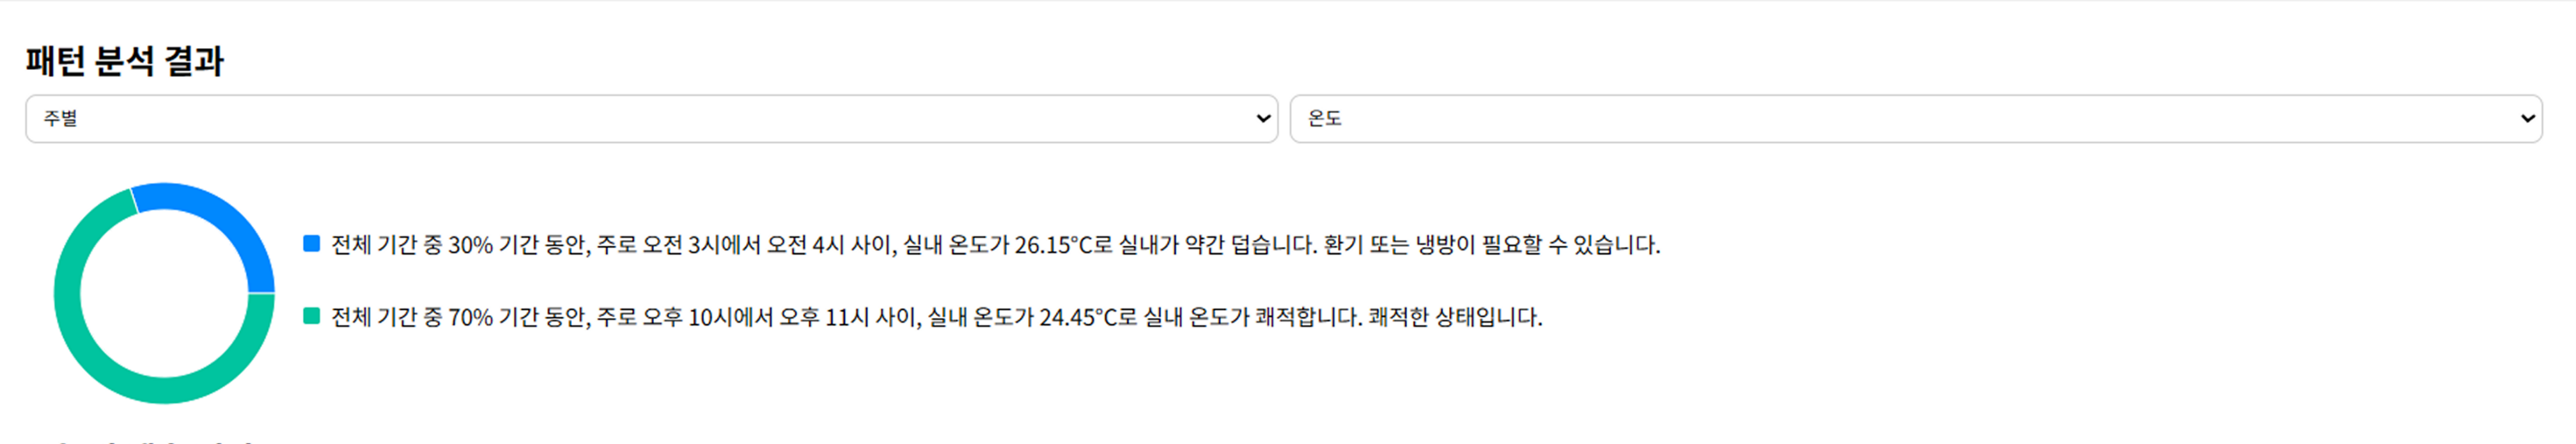 패턴 분석 결과
주별
온도
전체 기간 중 30% 기간 동안, 주로 오전 3시에서 오전 4시 사이, 실내 온도가 26.15°C로 실내가 약간 덥습니다. 환기 또는 냉방이 필요할 수 있습니다.
전체 기간 중 70% 기간 동안, 주로 오후 10시에서 오후 11시 사이, 실내 온도가 24.45°C로 실내 온도가 쾌적합니다. 쾌적한 상태입니다.